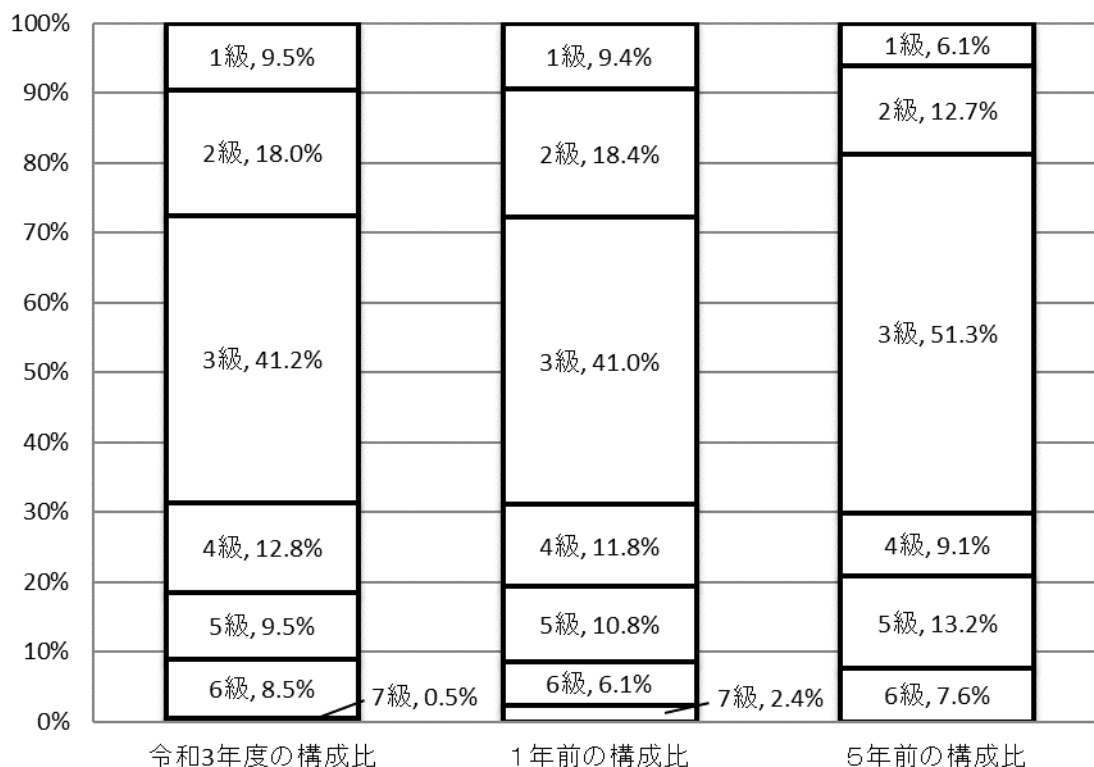 100%
90%
80%
70%
60%
50%
40%
30%
20%
10%
0%
1級, 9.5%
2級, 18.0%
3級, 41.2%
4級, 12.8%
5級, 9.5%
6級, 8.5%
7級, 0.5%
1級, 9.4%
2級, 18.4%
3級, 41.0%
4級, 11.8%
5級, 10.8%
6級, 6.1%
7級, 2.4%
1級, 6.1%
2級, 12.7%
3級, 51.3%
4級, 9.1%
5級, 13.2%
6級, 7.6%
令和3年度の構成比
１年前の構成比
５年前の構成比